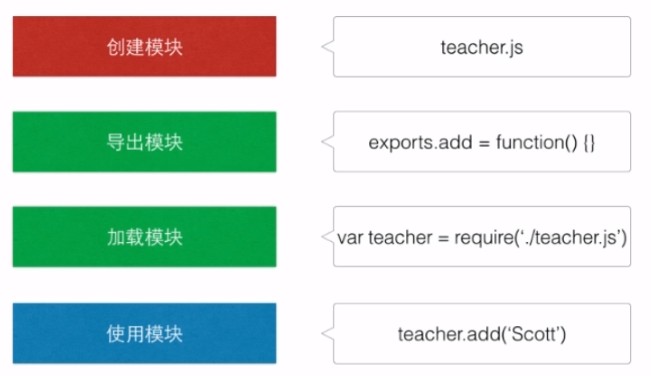 创建模块
teacher.js
导出模块
exports.add = function() {}
加载模块
var teacher = require(‘./teacher.js’)
使用模块
teacher.add(‘Scott’)